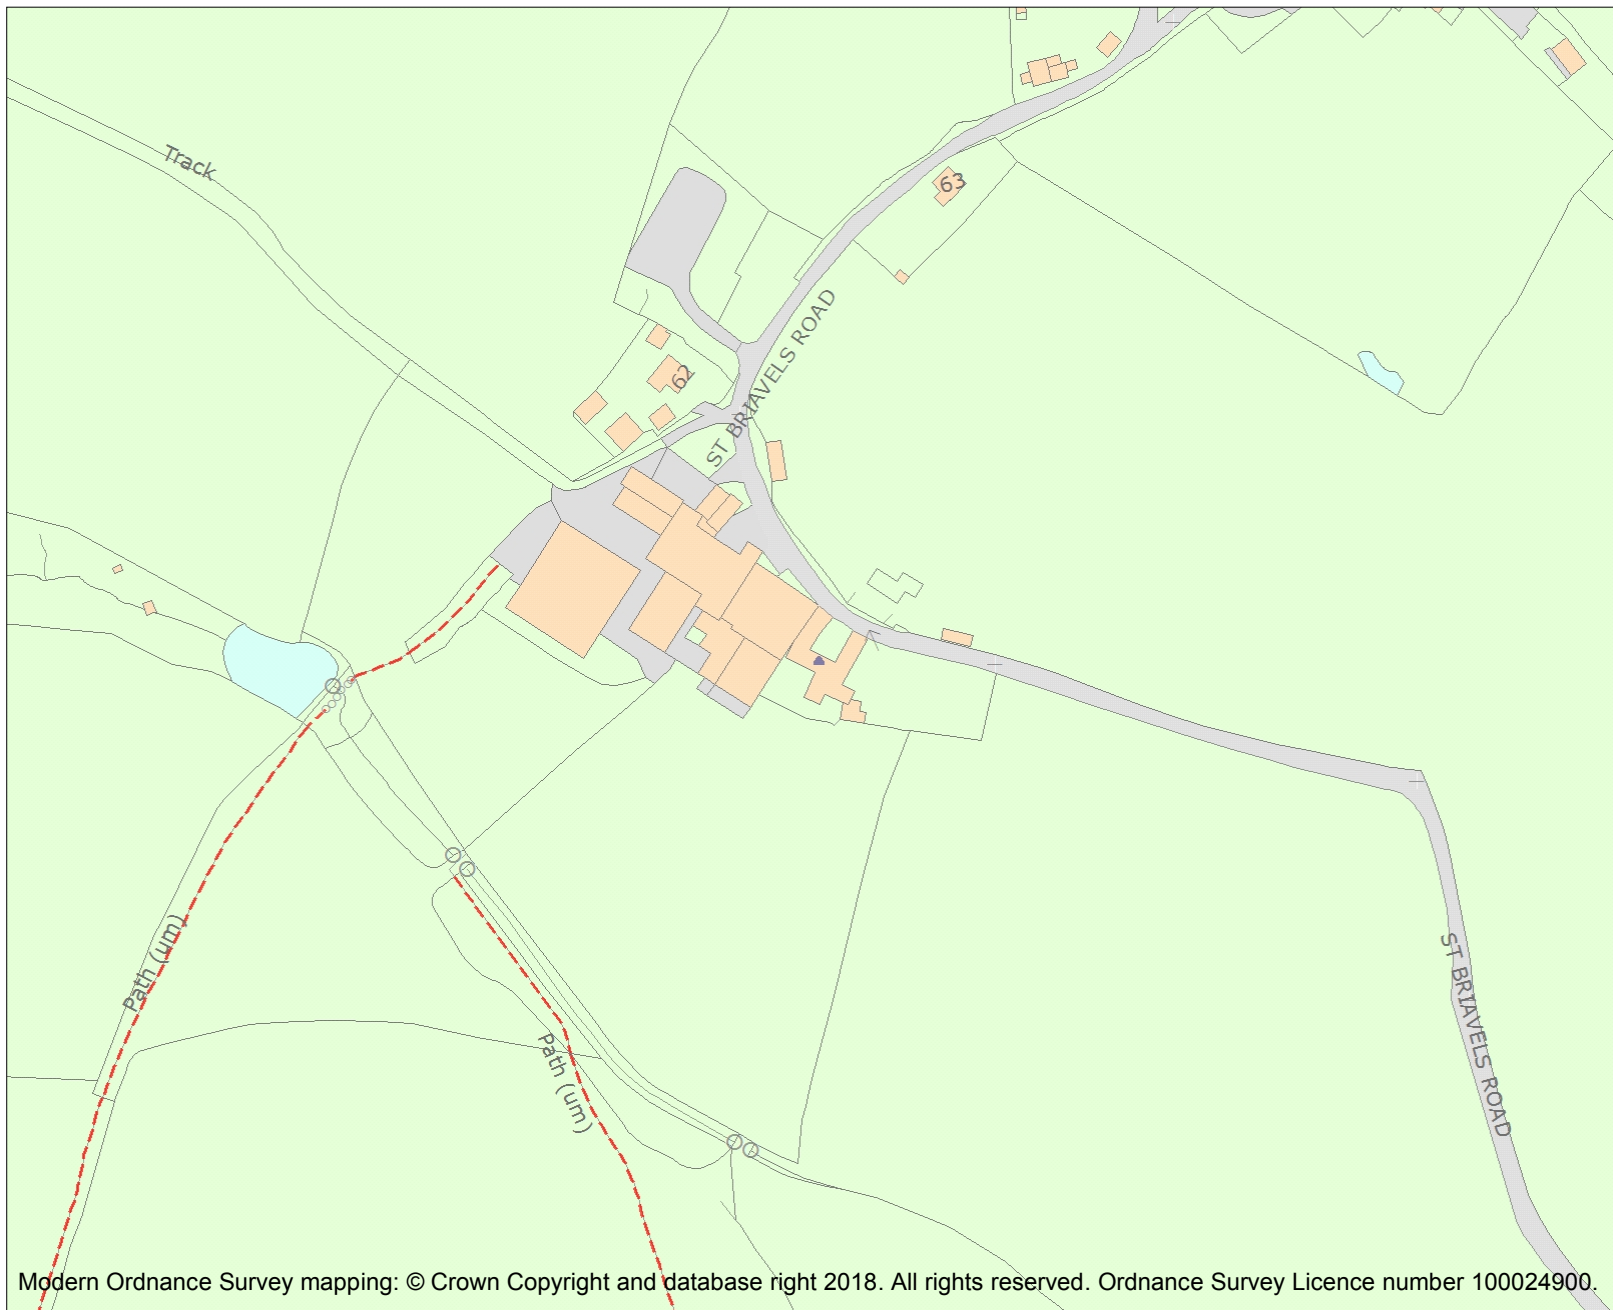 Track
63
ST BRIAVELS ROAD
62
Path (um)
ST BRIAVELS ROAD
Path (um)
Modern Ordnance Survey mapping: © Crown Copyright and database right 2018. All rights reserved. Ordnance Survey Licence number 100024900.